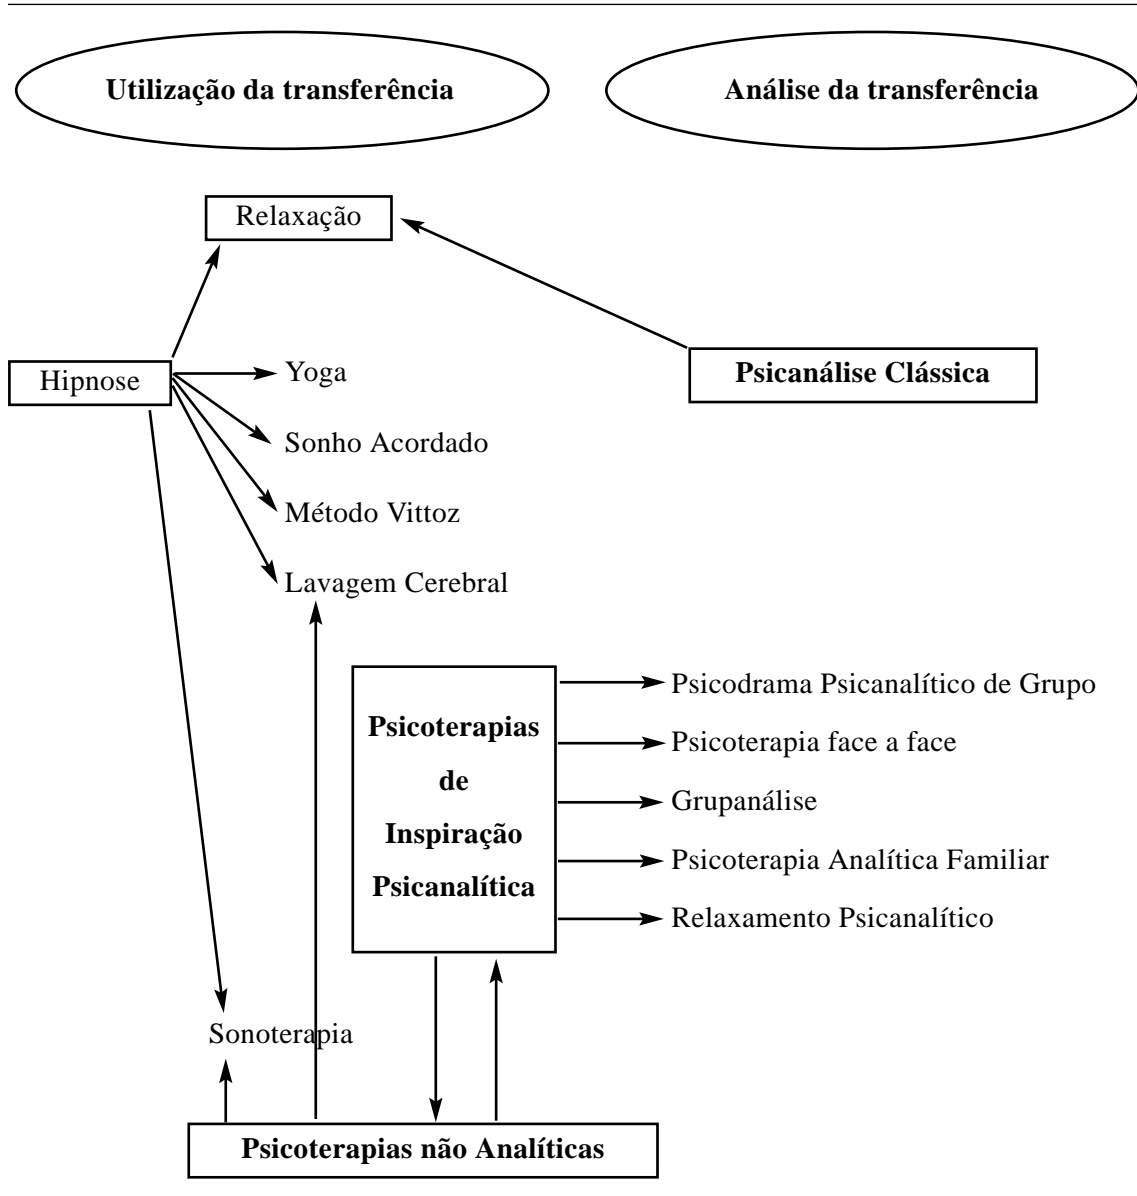 Utilização da transferência
Análise da transferência
Relaxação
Hipnose
Yoga
Psicanálise Clássica
Sonho Acordado
Método Vittoz
Lavagem Cerebral
Psicoterapias
de
Inspiração
Psicanalítica
Psicodrama Psicanalítico de Grupo
Psicoterapia face a face
Grupanálise
Psicoterapia Analítica Familiar
Relaxamento Psicanalítico
Sonoterapia
Psicoterapias não Analíticas